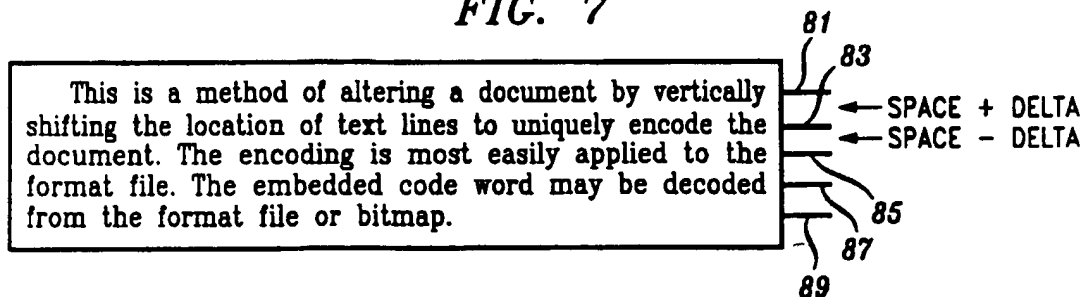 FIG. 7
81
83
This is a method of altering a document by vertically
shifting the location of text lines to uniquely encode the
document. The encoding is most easily applied to the
format file. The embedded code word may be decoded
from the format file or bitmap.
SPACE + DELTA
SPACE - DELTA
85
87
89